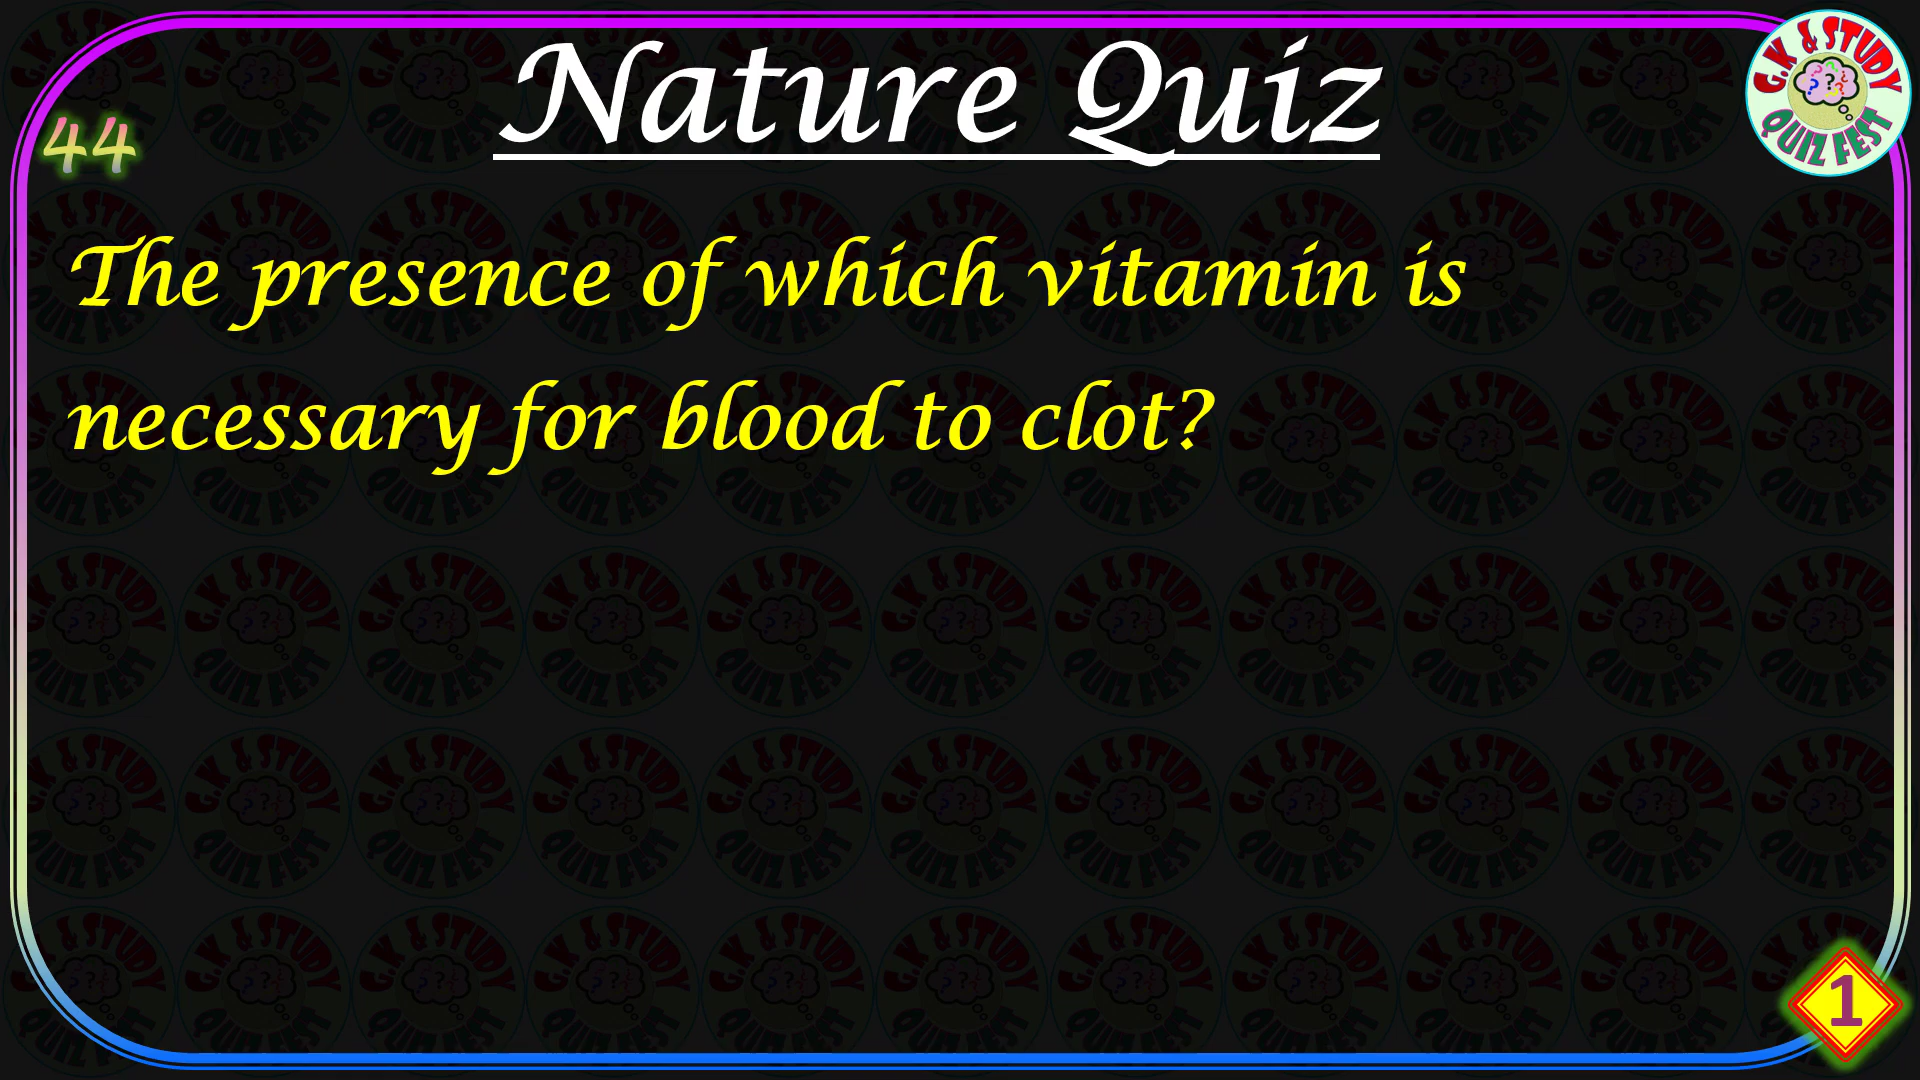 Nature Quiz
G.K & STUDY
QUIZ FEST
44
The presence of which vitamin is
necessary for blood to clot?
1